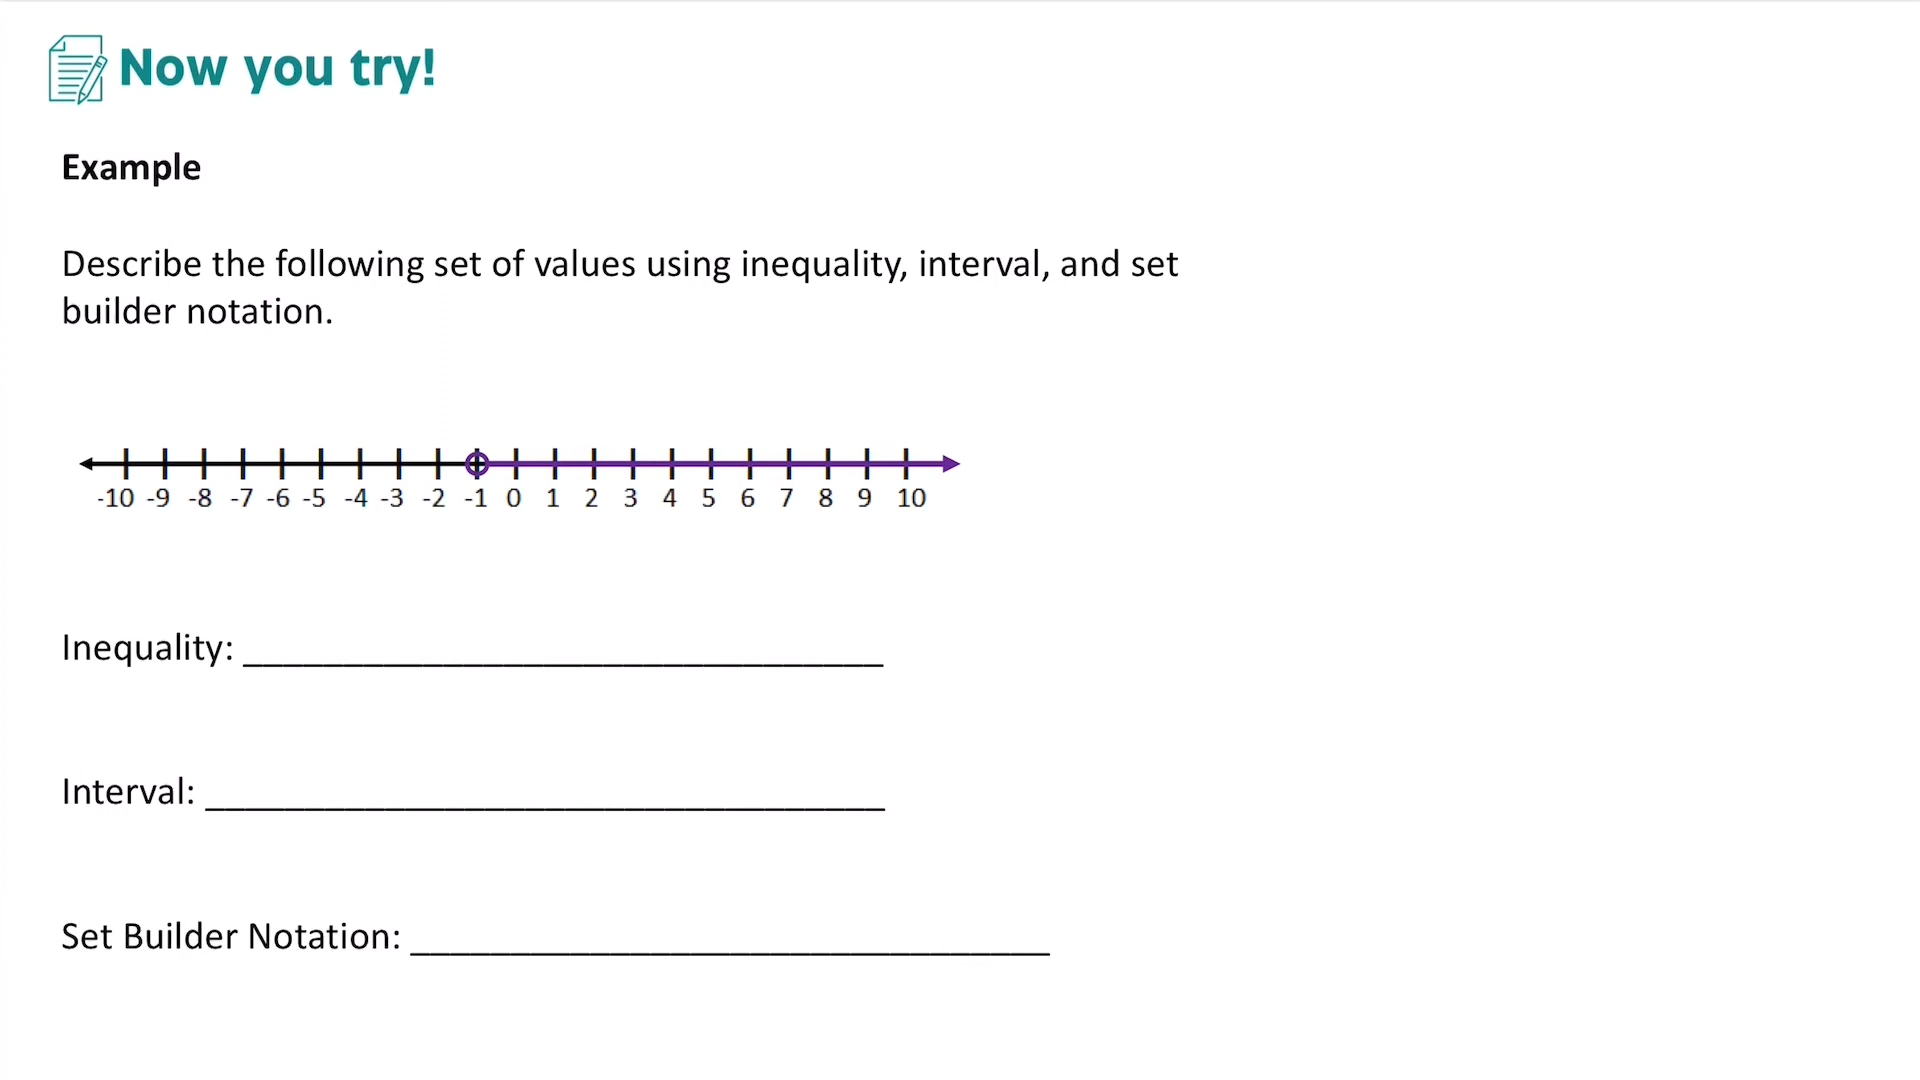 Now you try!
Example
Describe the following set of values using inequality, interval, and set
builder notation.
-10 -9 -8 -7 -6 -5 -4 -3 -2 -1 0 1 2 3 4 5 6 7 8 9 10
Inequality: ________________________________
Interval: __________________________________
Set Builder Notation: ________________________________